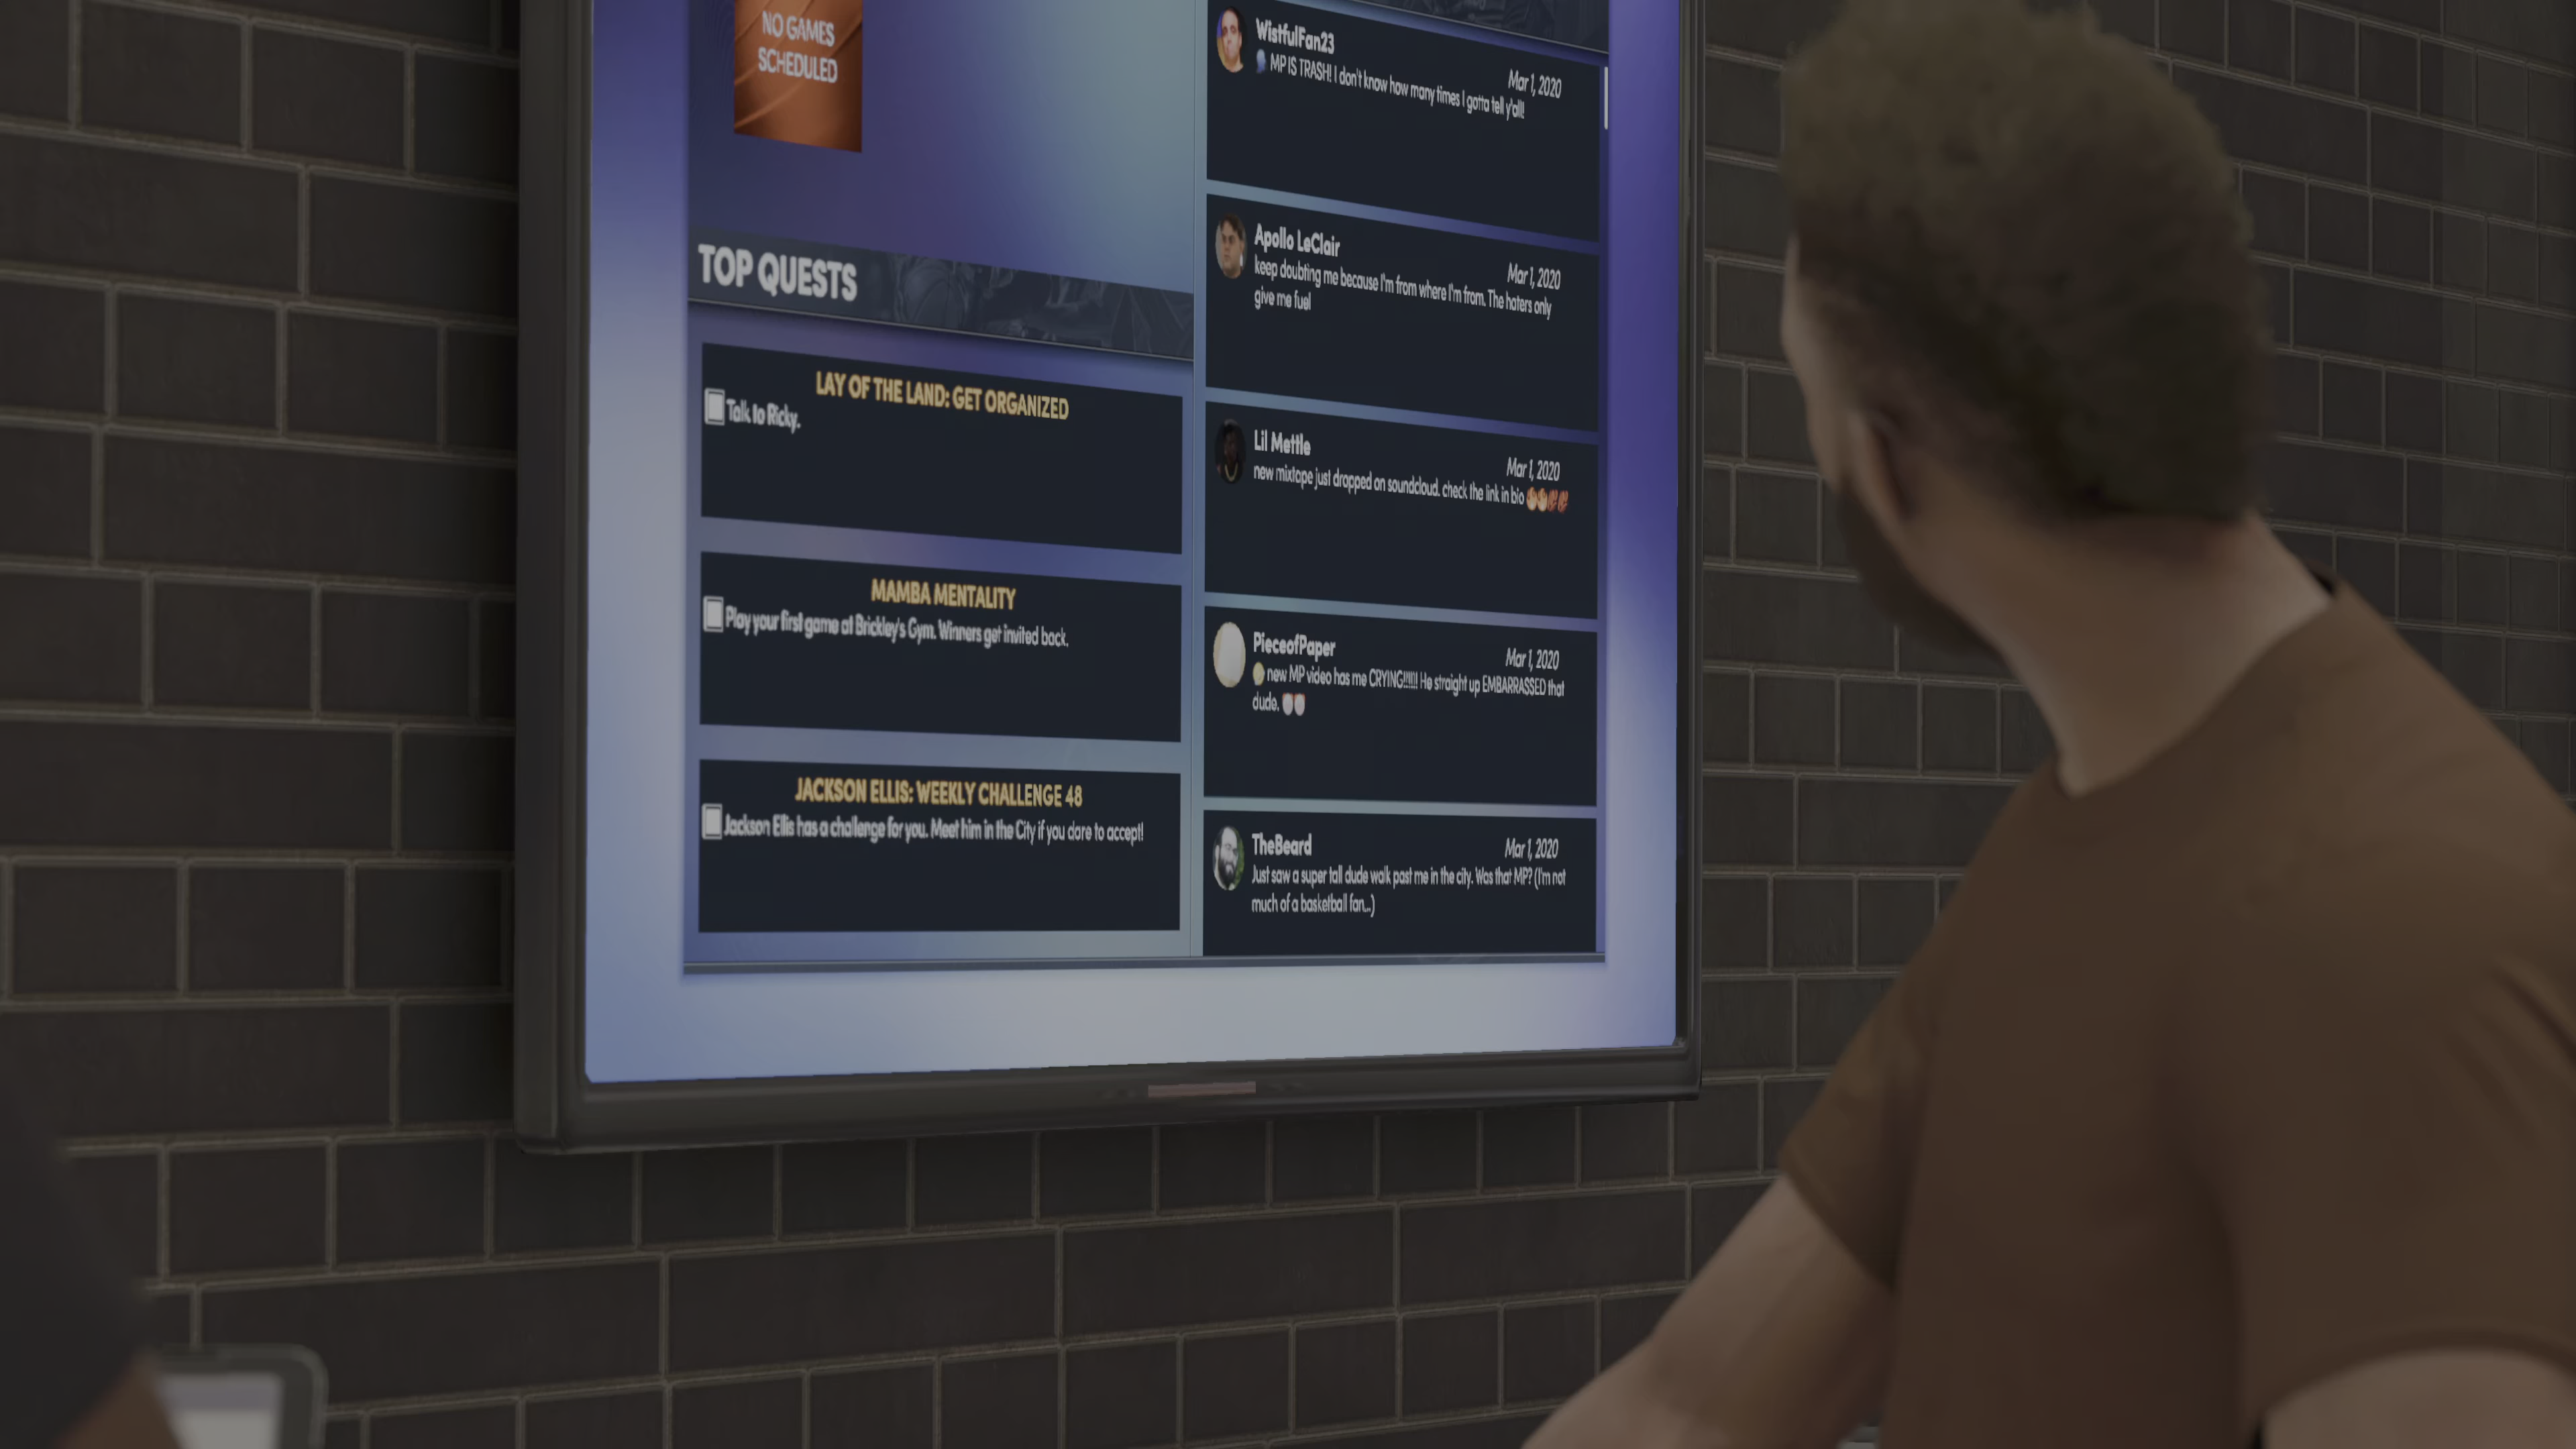 NO GAMES
SCHEDULED
TOP QUESTS
LAY OF THE LAND: GET ORGANIZED
Talk to Ricky.
MAMBA MENTALITY
Play your first game at Brickley's Gym. Winners get invited back.
JACKSON ELLIS: WEEKLY CHALLENGE 48
Jackson Ellis has a challenge for you. Meet him in the City if you dare to accept!
WistfulFan23
Mar 1, 2020
MP IS TRASH! I don't know how many times I gotta tell y'all!
Apollo LeClair
Mar 1, 2020
keep doubting me because I'm from where I'm from. The haters only
give me fuel
Lil Mettle
Mar 1, 2020
new mixtape just dropped on soundcloud. check the link in bio
PieceofPaper
Mar 1, 2020
new MP video has me CRYING!!!!!! He straight up EMBARRASSED that
dude.
TheBeard
Mar 1, 2020
Just saw a super tall dude walk past me in the city. Was that MP? (I'm not
much of a basketball fan...)